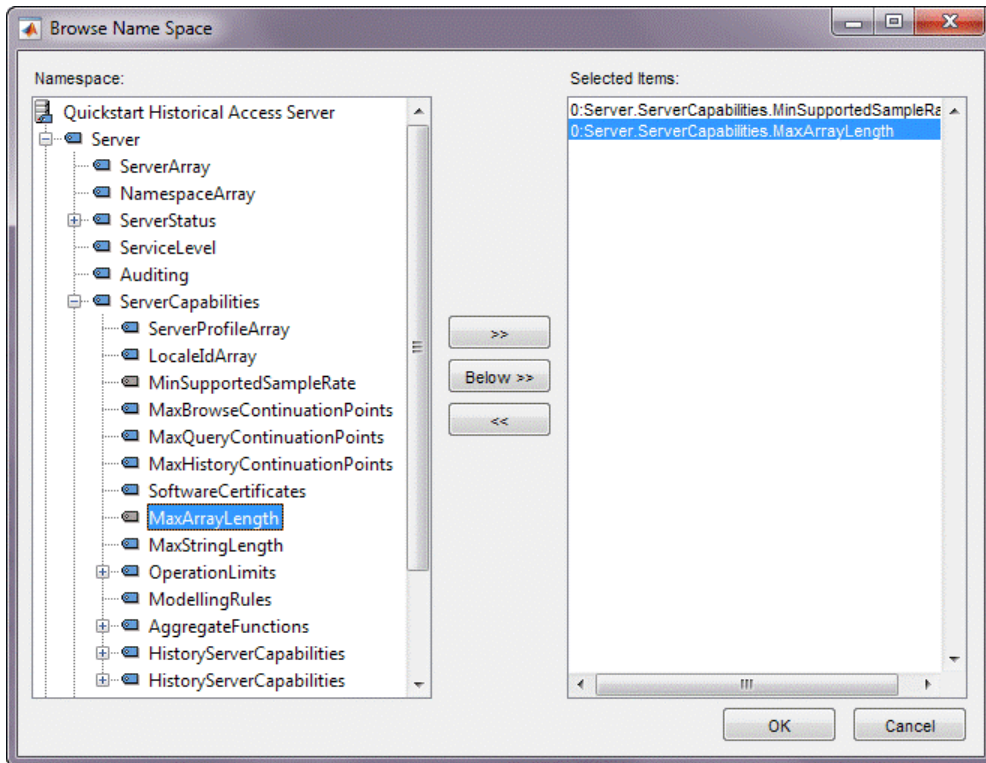 Browse Name Space
Namespace:
Quickstart Historical Access Server
Server
ServerArray
NamespaceArray
ServerStatus
ServiceLevel
Auditing
ServerCapabilities
ServerProfileArray
LocaleIdArray
MinSupportedSampleRate
MaxBrowseContinuationPoints
MaxQueryContinuationPoints
MaxHistoryContinuationPoints
SoftwareCertificates
MaxArrayLength
MaxStringLength
OperationLimits
ModellingRules
AggregateFunctions
HistoryServerCapabilities
HistoryServerCapabilities
>>
Below >>
<<
Selected Items:
0:Server.ServerCapabilities.MinSupportedSampleRa
0:Server.ServerCapabilities.MaxArrayLength
OK
Cancel